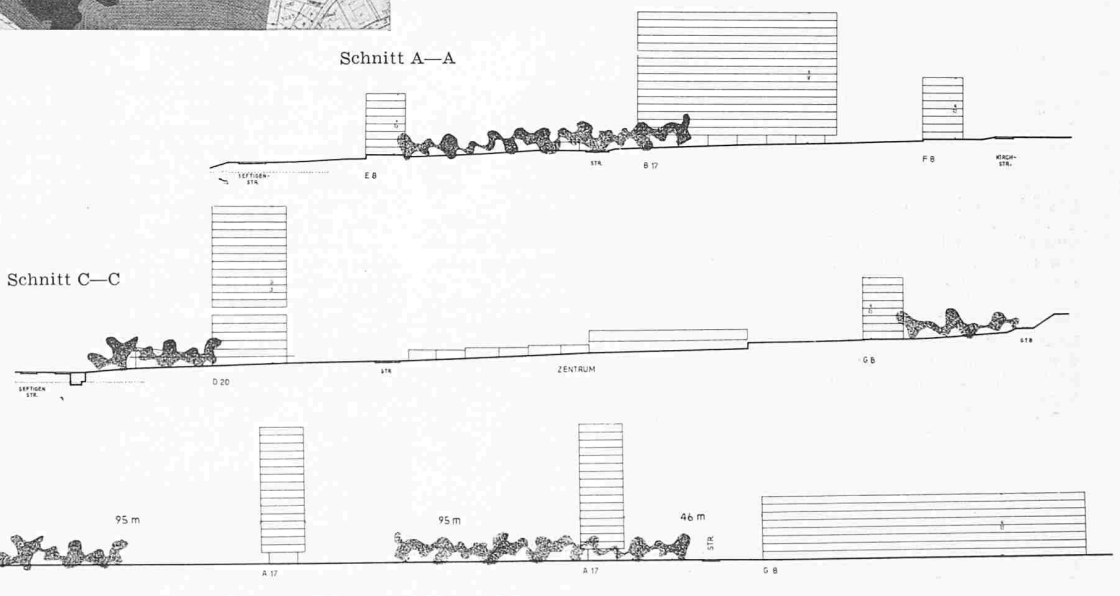 Schnitt A—A
SEFTIGEN-
STR.
E 8
STR.
B 17
F 8
KIRCH-
STR.
Schnitt C—C
SEFTIGEN
STR.
D 20
STR
ZENTRUM
G 8
95 m
A 17
95 m
A 17
46 m
STR.
G 8